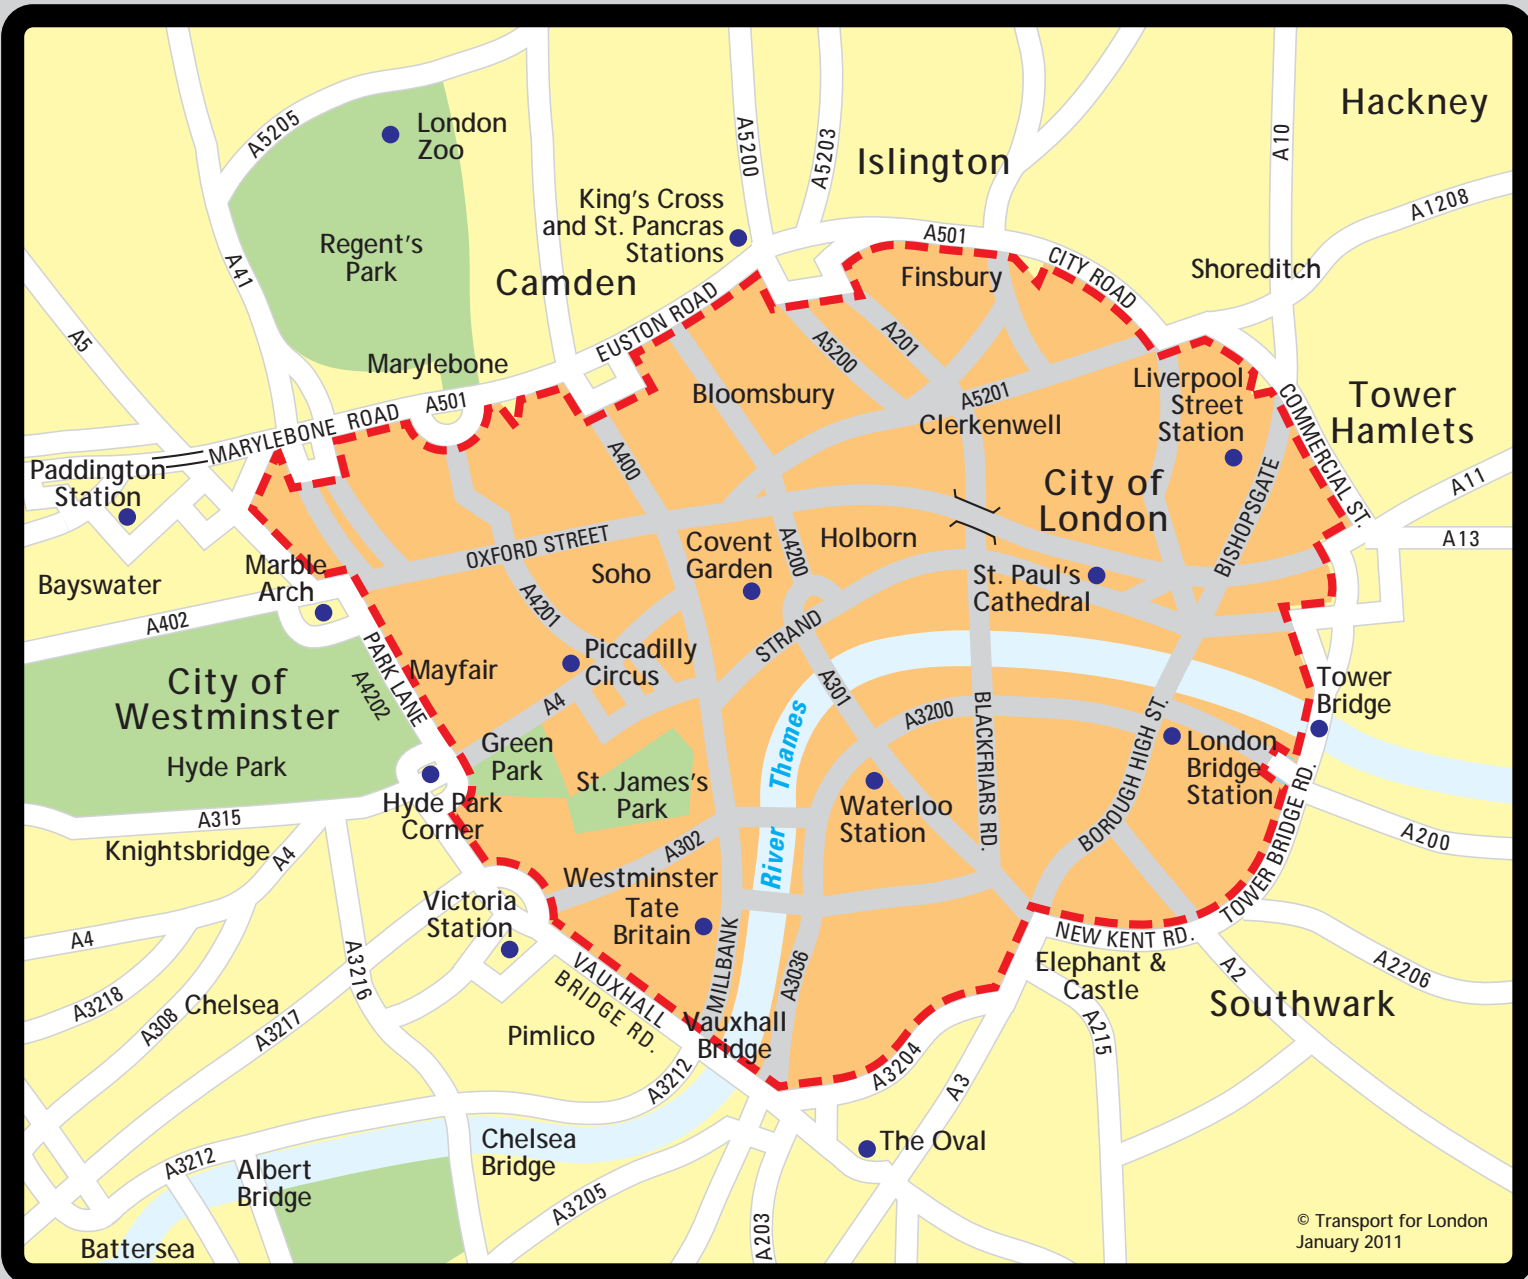 Hackney
London
Zoo
A5205
A5200
A5203
A10
Islington
A1208
King's Cross
and St. Pancras
Stations
A501
Regent's
Park
A41
Camden
Finsbury
CITY ROAD
Shoreditch
EUSTON ROAD
A5
Marylebone
A5200
A201
Liverpool
Street
Station
Tower
Hamlets
COMMERCIAL ST.
A501
MARYLEBONE ROAD
Bloomsbury
A5201
Clerkenwell
Paddington
Station
A400
City of
London
BISHOPSGATE
A11
A13
OXFORD STREET
Covent
Garden
A4200
Holborn
Marble
Arch
Bayswater
Soho
St. Paul's
Cathedral
A402
A4201
STRAND
PARK LANE
A4202
Mayfair
Piccadilly
Circus
City of
Westminster
Hyde Park
A4
A301
A3200
BLACKFRIARS RD.
Tower
Bridge
River Thames
Green
Park
St. James's
Park
London
Bridge
Station
BOROUGH HIGH ST.
Hyde Park
Corner
Waterloo
Station
TOWER BRIDGE RD.
A315
Knightsbridge
A4
A302
A200
Westminster
Victoria
Station
Tate
Britain
A4
NEW KENT RD.
MILLBANK
A3036
VAUXHALL
BRIDGE RD.
Elephant &
Castle
A2
A2206
A3216
A3218
A308
Chelsea
A3217
Southwark
Pimlico
Vauxhall
Bridge
A215
A3212
A3204
A3
Chelsea
Bridge
The Oval
A3212
Albert
Bridge
A3205
A203
Battersea
© Transport for London
January 2011